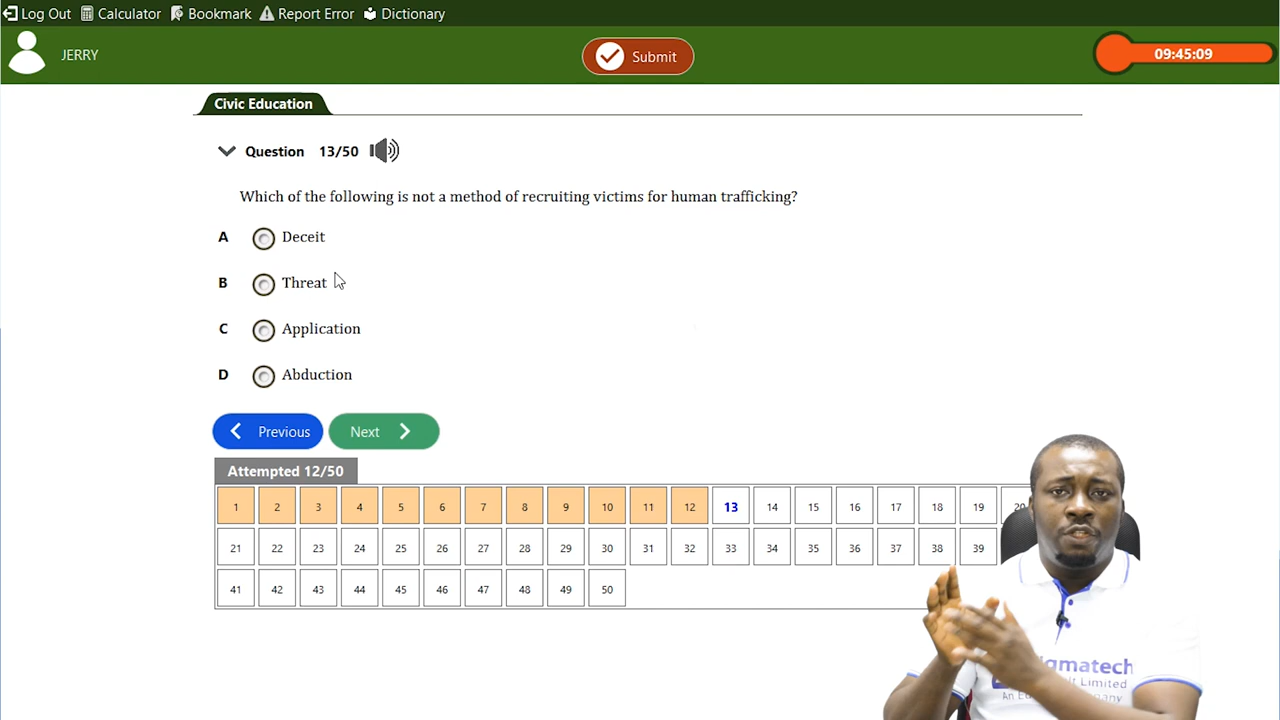 Log Out Calculator Bookmark Report Error Dictionary
JERRY
Submit
09:45:09
Civic Education
Question 13/50
Which of the following is not a method of recruiting victims for human trafficking?
A Deceit
B Threat
C Application
D Abduction
Previous Next
Attempted 12/50
1 2 3 4 5 6 7 8 9 10 11 12 13 14 15 16 17 18 19 20
21 22 23 24 25 26 27 28 29 30 31 32 33 34 35 36 37 38 39
41 42 43 44 45 46 47 48 49 50
gmatech
Limited
An